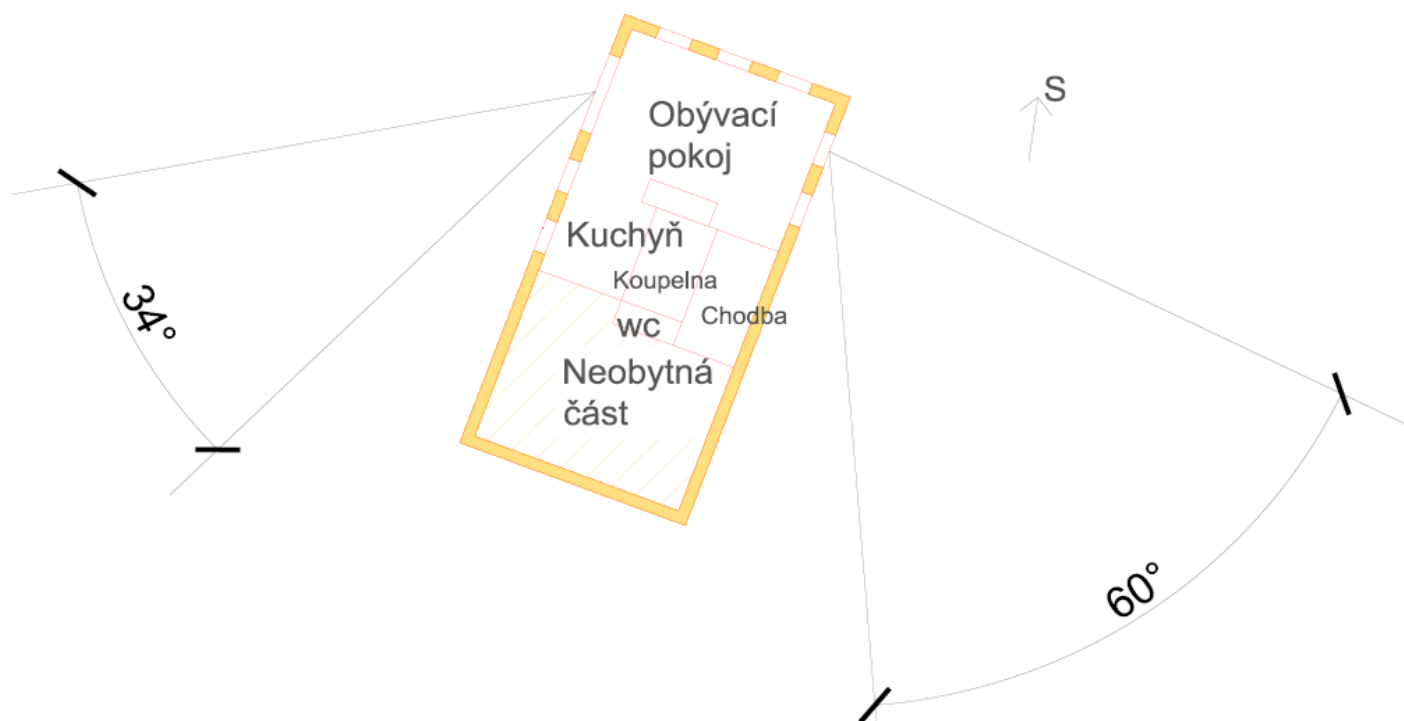 S
Obývací
pokoj
Kuchyň
Koupelna
Chodba
WC
Neobytná
část
34°
60°